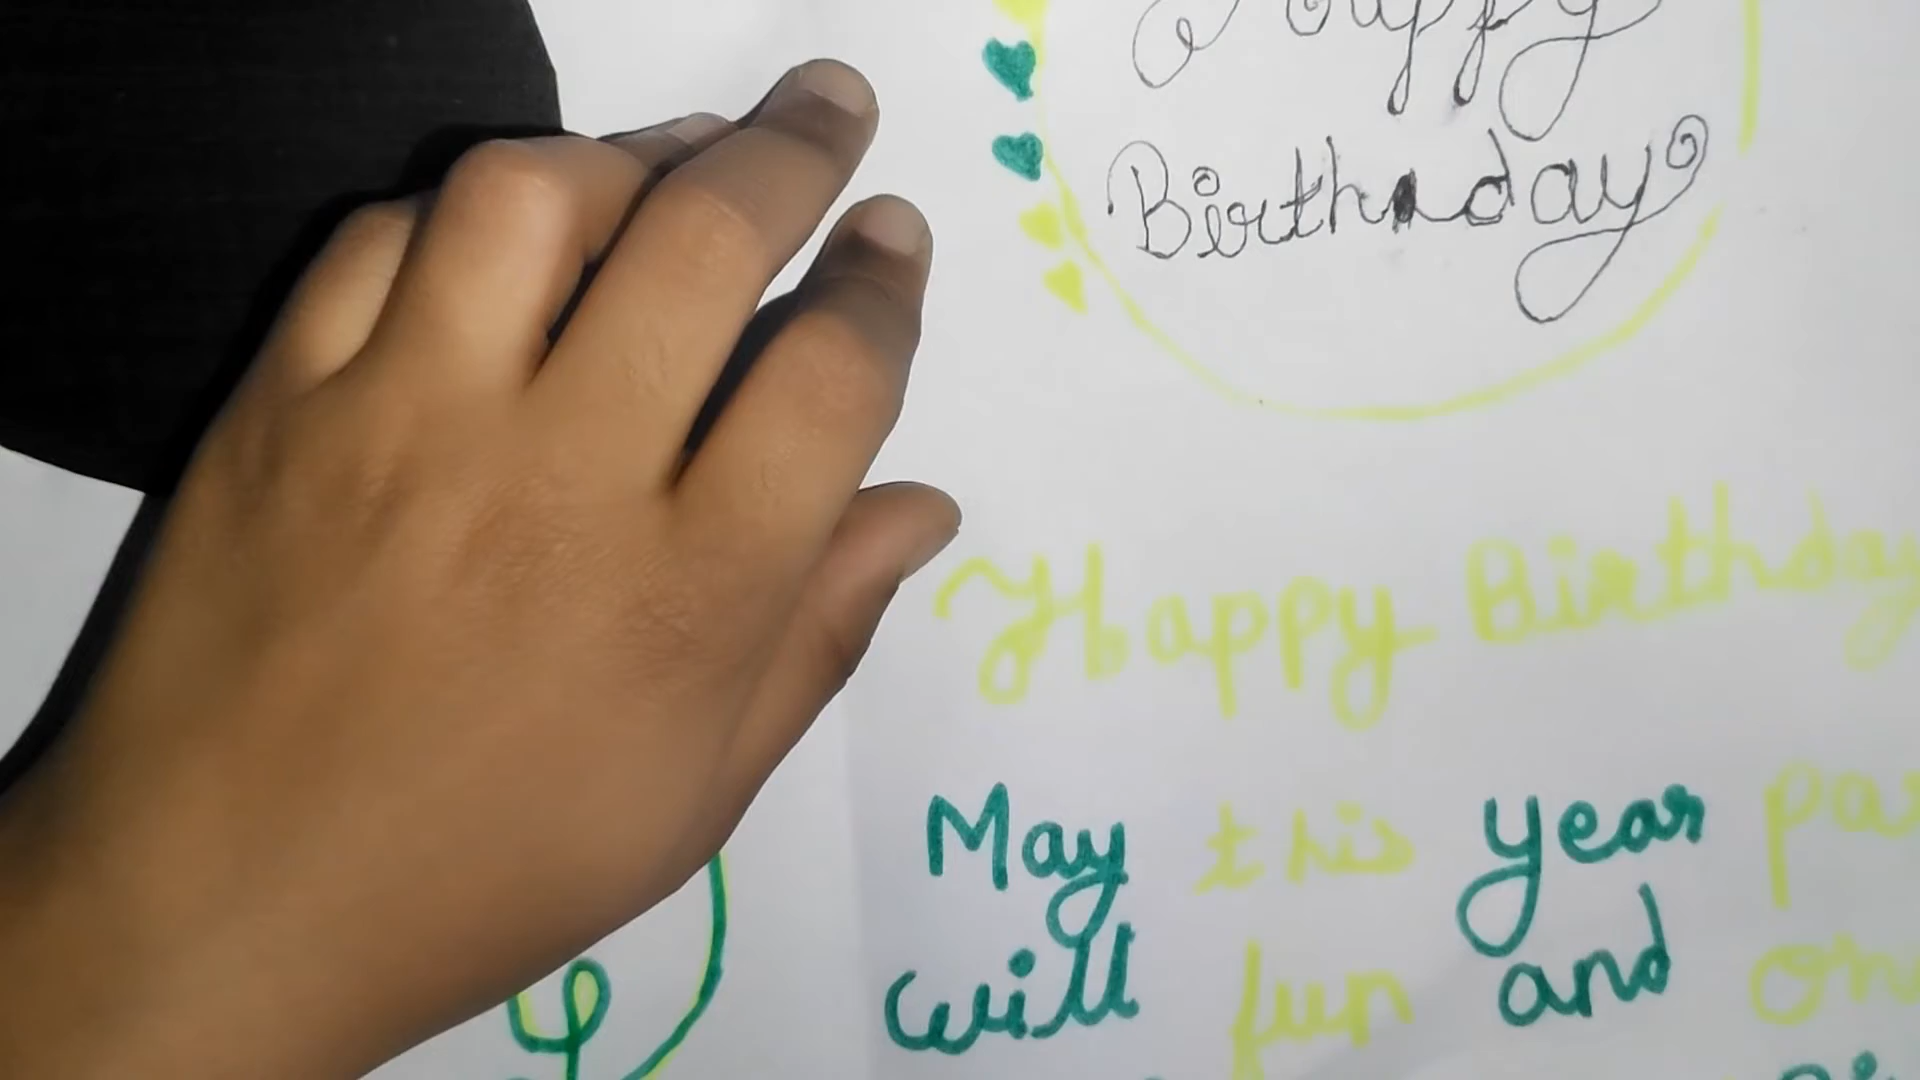 Happy
Birthday
Happy Birthday
May this year
will fun and